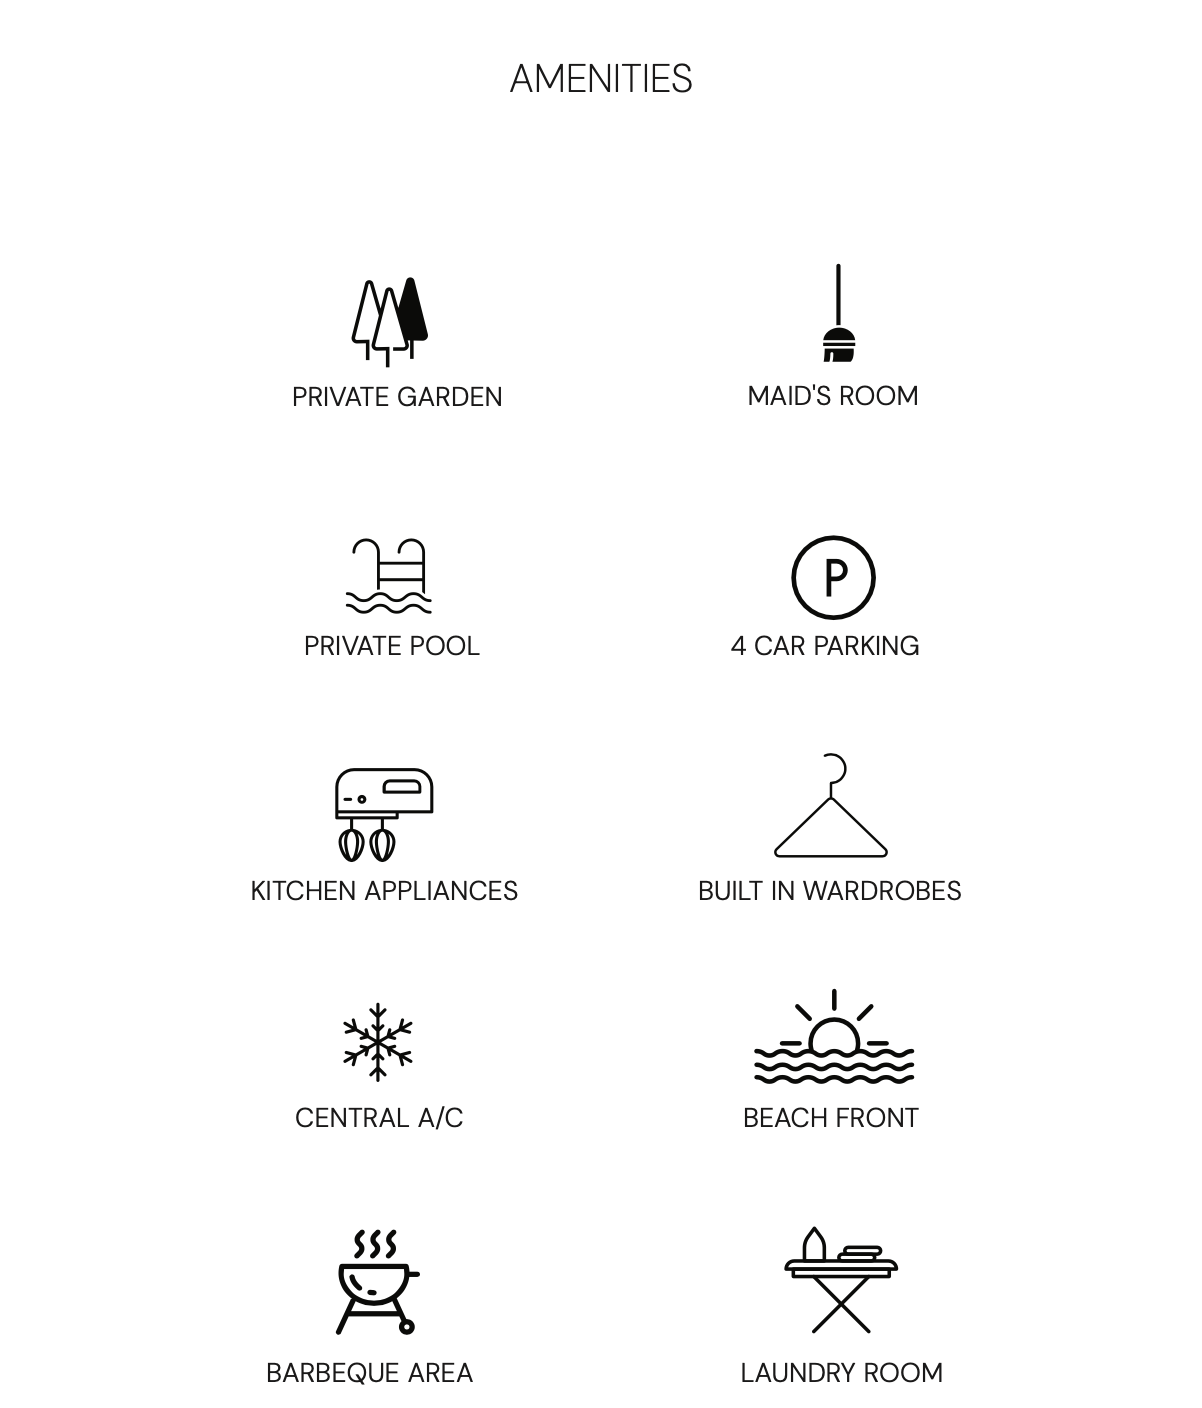 AMENITIES
PRIVATE GARDEN
MAID'S ROOM
PRIVATE POOL
P
4 CAR PARKING
KITCHEN APPLIANCES
BUILT IN WARDROBES
CENTRAL A/C
BEACH FRONT
BARBEQUE AREA
LAUNDRY ROOM